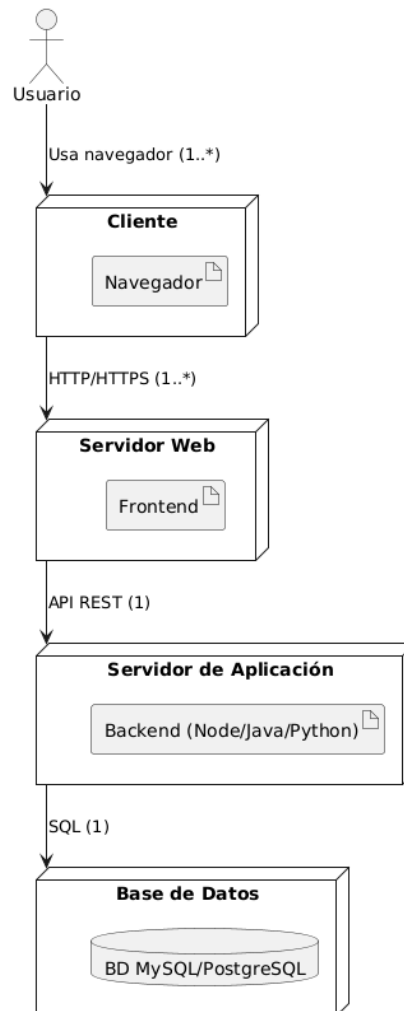 Usuario
Usa navegador (1..*)
Cliente
Navegador
HTTP/HTTPS (1..*)
Servidor Web
Frontend
API REST (1)
Servidor de Aplicación
Backend (Node/Java/Python)
SQL (1)
Base de Datos
BD MySQL/PostgreSQL